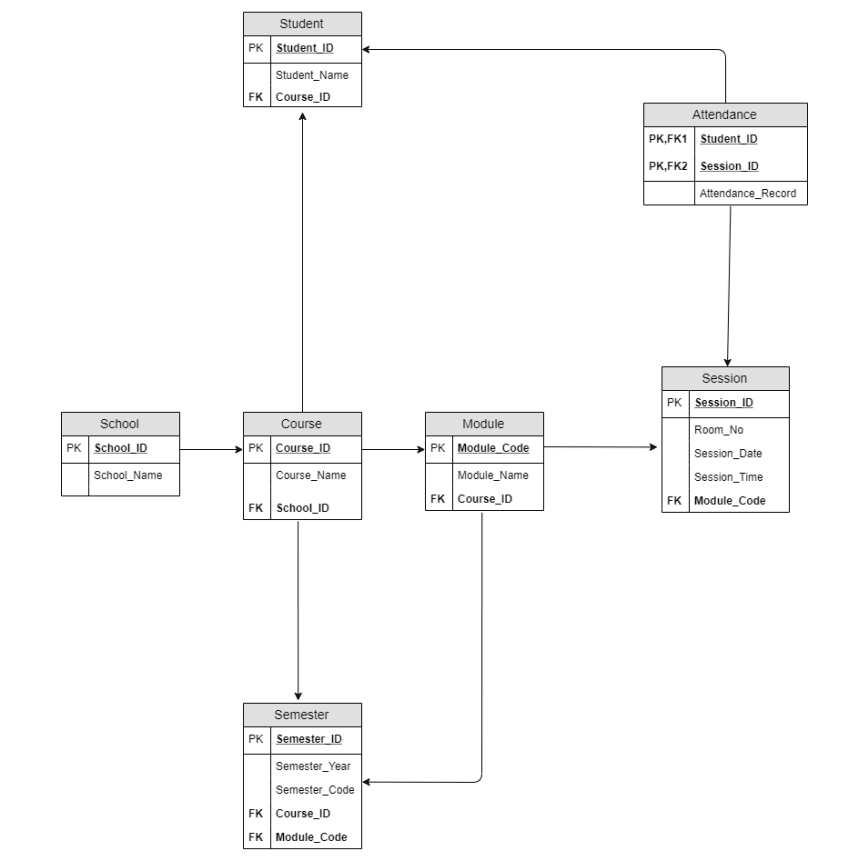 Student
PK Student_ID
Student_Name
FK Course_ID
Attendance
PK,FK1 Student_ID
PK,FK2 Session_ID
Attendance_Record
Session
PK Session_ID
Room_No
Session_Date
Session_Time
FK Module_Code
School
PK School_ID
School_Name
Course
PK Course_ID
Course_Name
FK School_ID
Module
PK Module_Code
Module_Name
FK Course_ID
Semester
PK Semester_ID
Semester_Year
Semester_Code
FK Course_ID
FK Module_Code